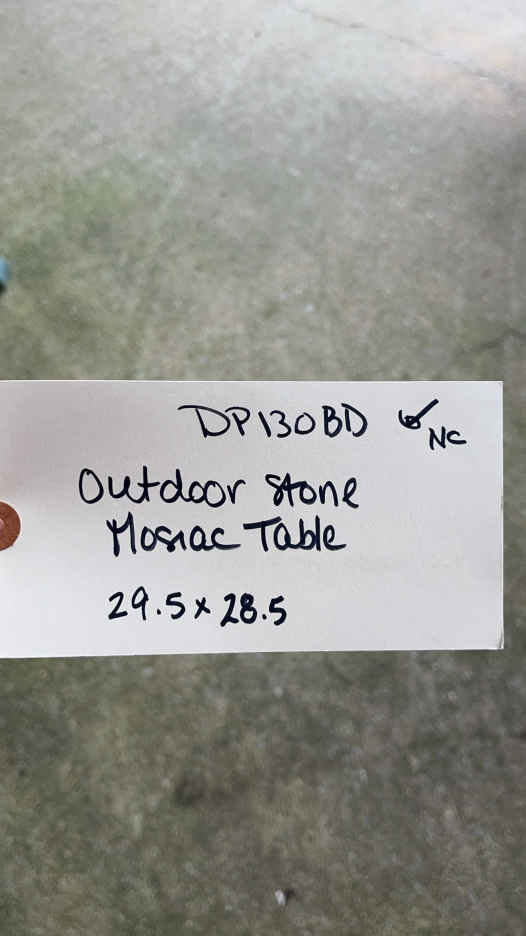 DP130BD ✓ NC
Outdoor Stone
Mosiac Table
29.5 x 28.5